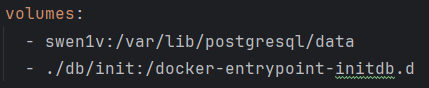 volumes:
  - swen1v:/var/lib/postgresql/data
  - ./db/init:/docker-entrypoint-initdb.d